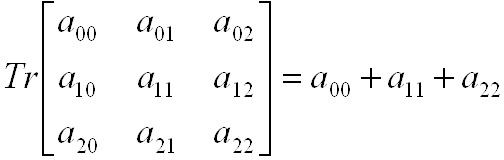 Tr[a₀₀ a₀₁ a₀₂
a₁₀ a₁₁ a₁₂
a₂₀ a₂₁ a₂₂] = a₀₀ + a₁₁ + a₂₂